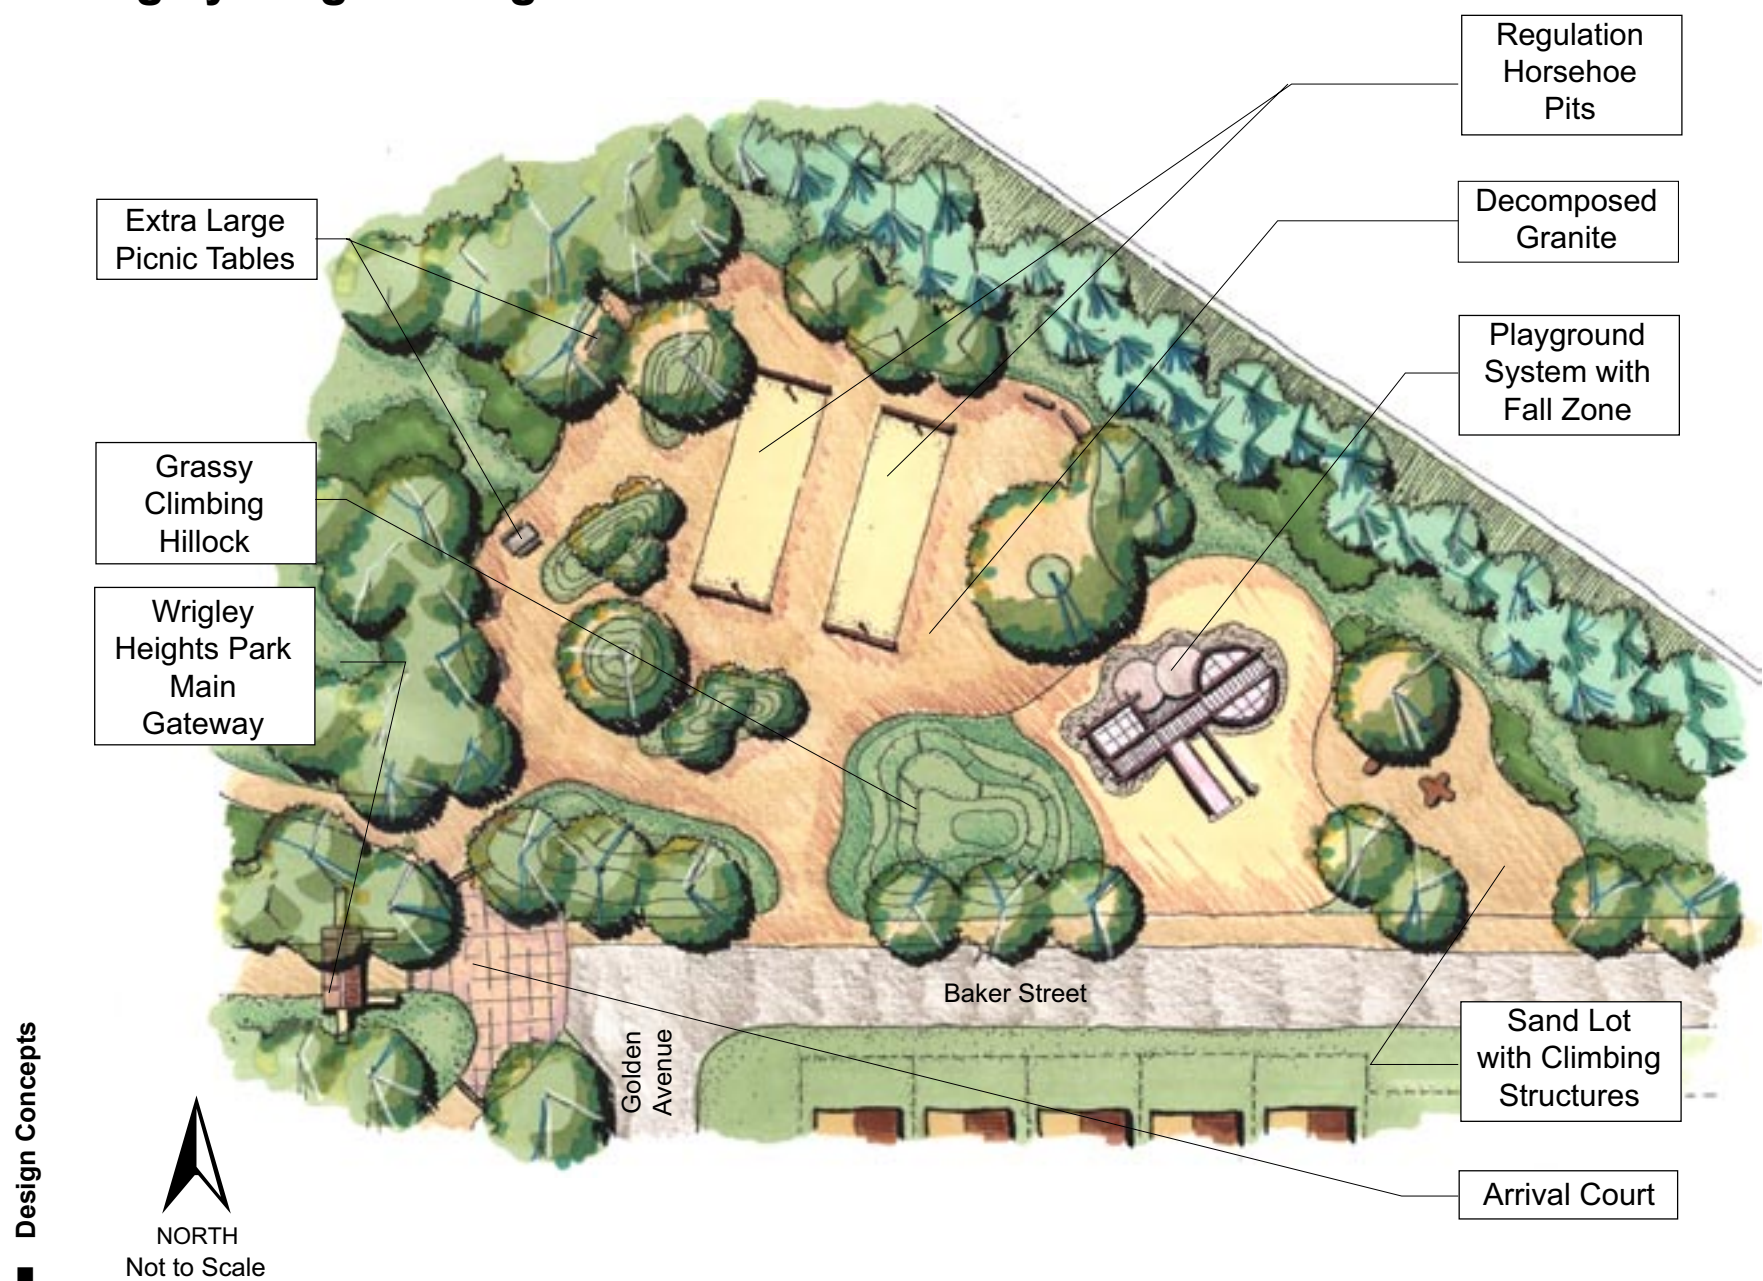 Regulation
Horsehoe
Pits
Decomposed
Granite
Extra Large
Picnic Tables
Playground
System with
Fall Zone
Grassy
Climbing
Hillock
Wrigley
Heights Park
Main
Gateway
Baker Street
Golden
Avenue
Sand Lot
with Climbing
Structures
Arrival Court
Design Concepts
NORTH
Not to Scale